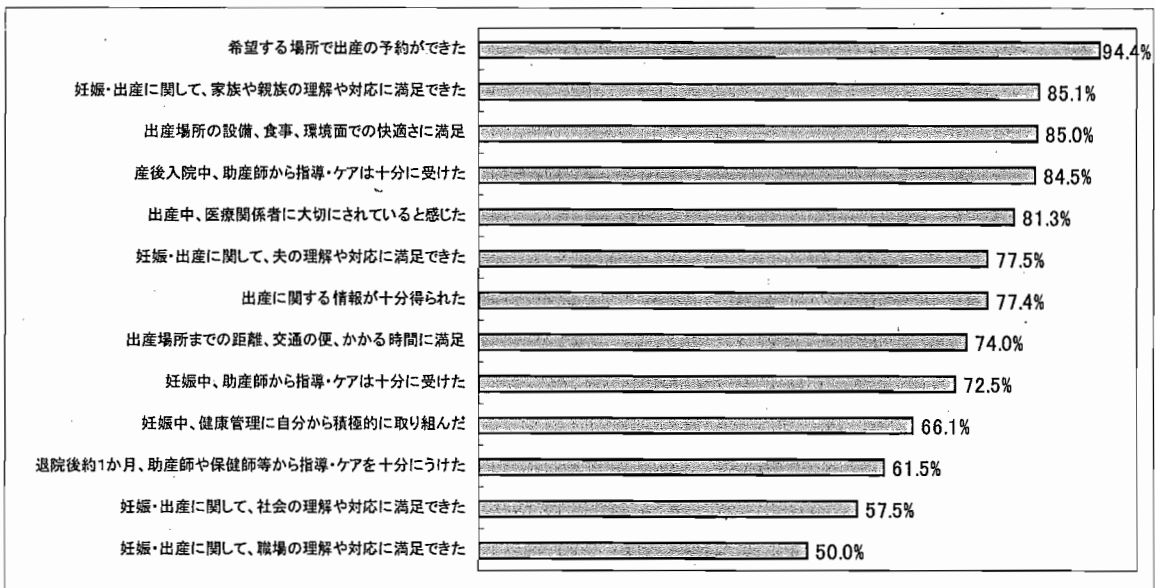 希望する場所で出産の予約ができた 94.4%
妊娠・出産に関して、家族や親族の理解や対応に満足できた 85.1%
出産場所の設備、食事、環境面での快適さに満足 85.0%
産後入院中、助産師から指導・ケアは十分に受けた 84.5%
出産中、医療関係者に大切にされていると感じた 81.3%
妊娠・出産に関して、夫の理解や対応に満足できた 77.5%
出産に関する情報が十分得られた 77.4%
出産場所までの距離、交通の便、かかる時間に満足 74.0%
妊娠中、助産師から指導・ケアは十分に受けた 72.5%
妊娠中、健康管理に自分から積極的に取り組んだ 66.1%
退院後約1か月、助産師や保健師等から指導・ケアを十分にうけた 61.5%
妊娠・出産に関して、社会の理解や対応に満足できた 57.5%
妊娠・出産に関して、職場の理解や対応に満足できた 50.0%